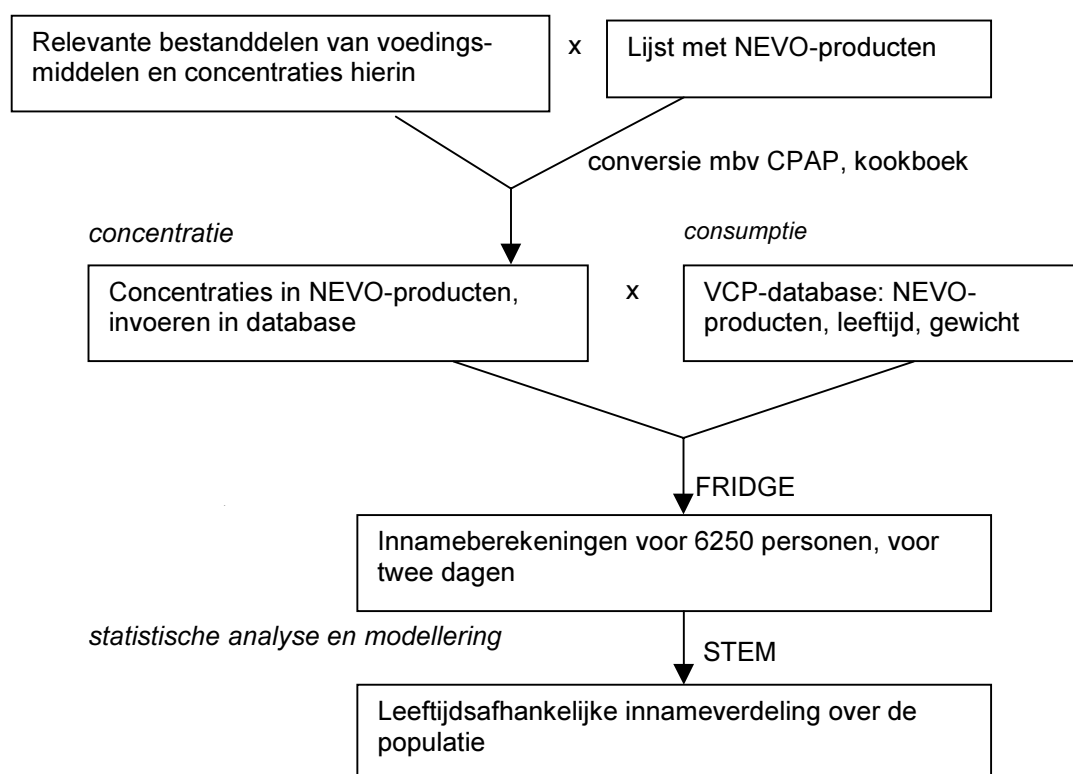 Relevante bestanddelen van voedings-
middelen en concentraties hierin
x
Lijst met NEVO-producten
conversie mbv CPAP, kookboek
concentratie
consumptie
Concentraties in NEVO-producten,
invoeren in database
x
VCP-database: NEVO-
producten, leeftijd, gewicht
FRIDGE
Innameberekeningen voor 6250 personen, voor
twee dagen
statistische analyse en modellering
STEM
Leeftijdsafhankelijke innameverdeling over de
populatie